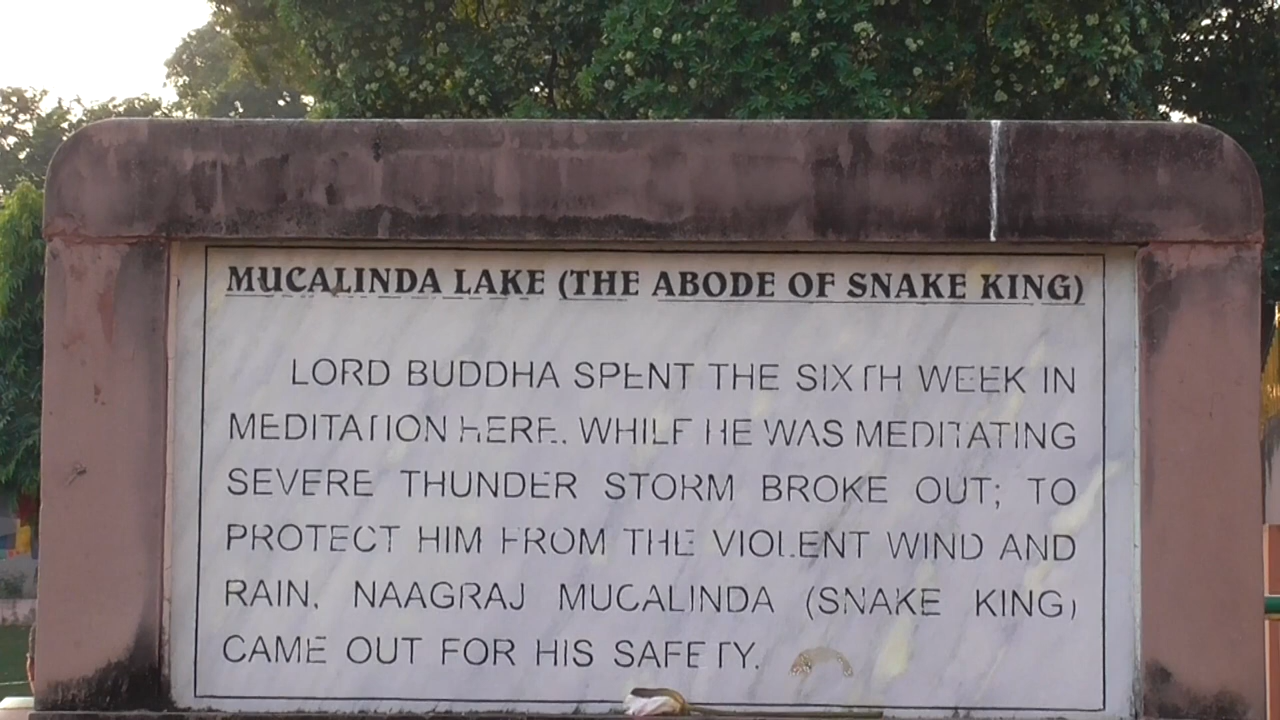 MUCALINDA LAKE (THE ABODE OF SNAKE KING)
LORD BUDDHA SPENT THE SIXTH WEEK IN
MEDITATION HERE. WHILE HE WAS MEDITATING
SEVERE THUNDER STORM BROKE OUT; TO
PROTECT HIM FROM THE VIOLENT WIND AND
RAIN, NAAGRAJ MUCALINDA (SNAKE KING)
CAME OUT FOR HIS SAFETY.